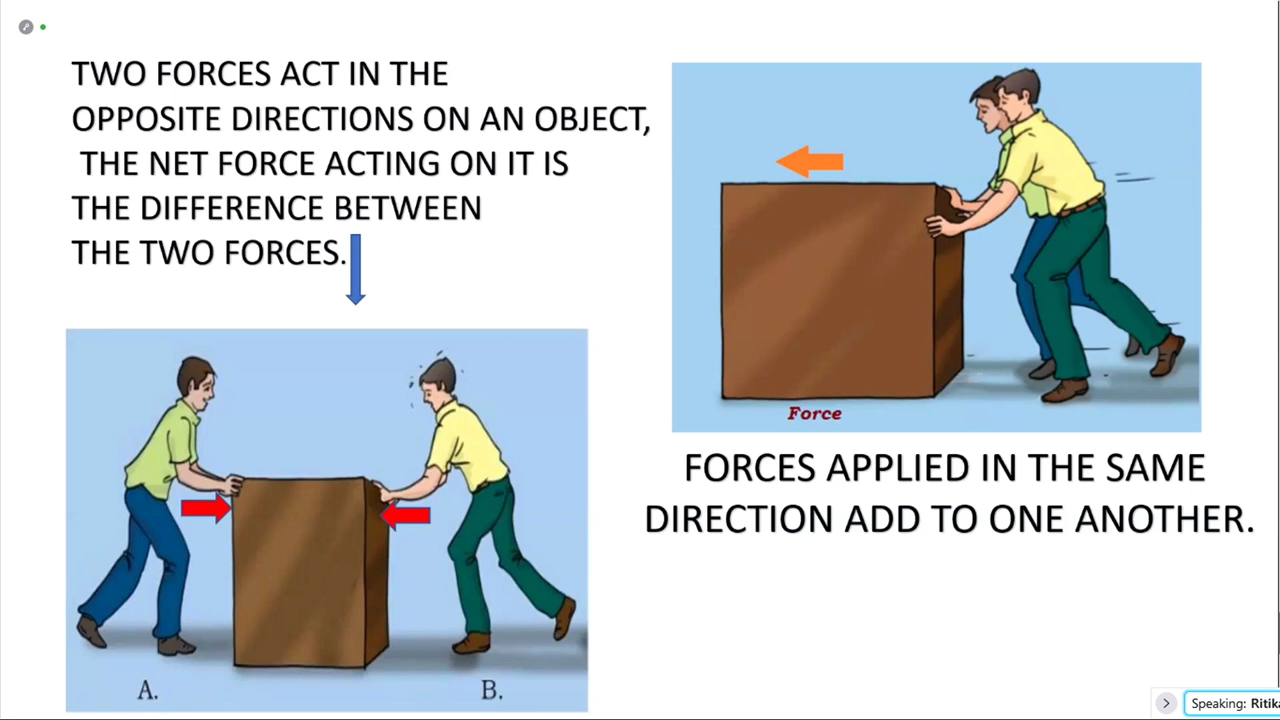 TWO FORCES ACT IN THE
OPPOSITE DIRECTIONS ON AN OBJECT,
THE NET FORCE ACTING ON IT IS
THE DIFFERENCE BETWEEN
THE TWO FORCES.
A.
B.
Force
FORCES APPLIED IN THE SAME
DIRECTION ADD TO ONE ANOTHER.
Speaking: Ritika